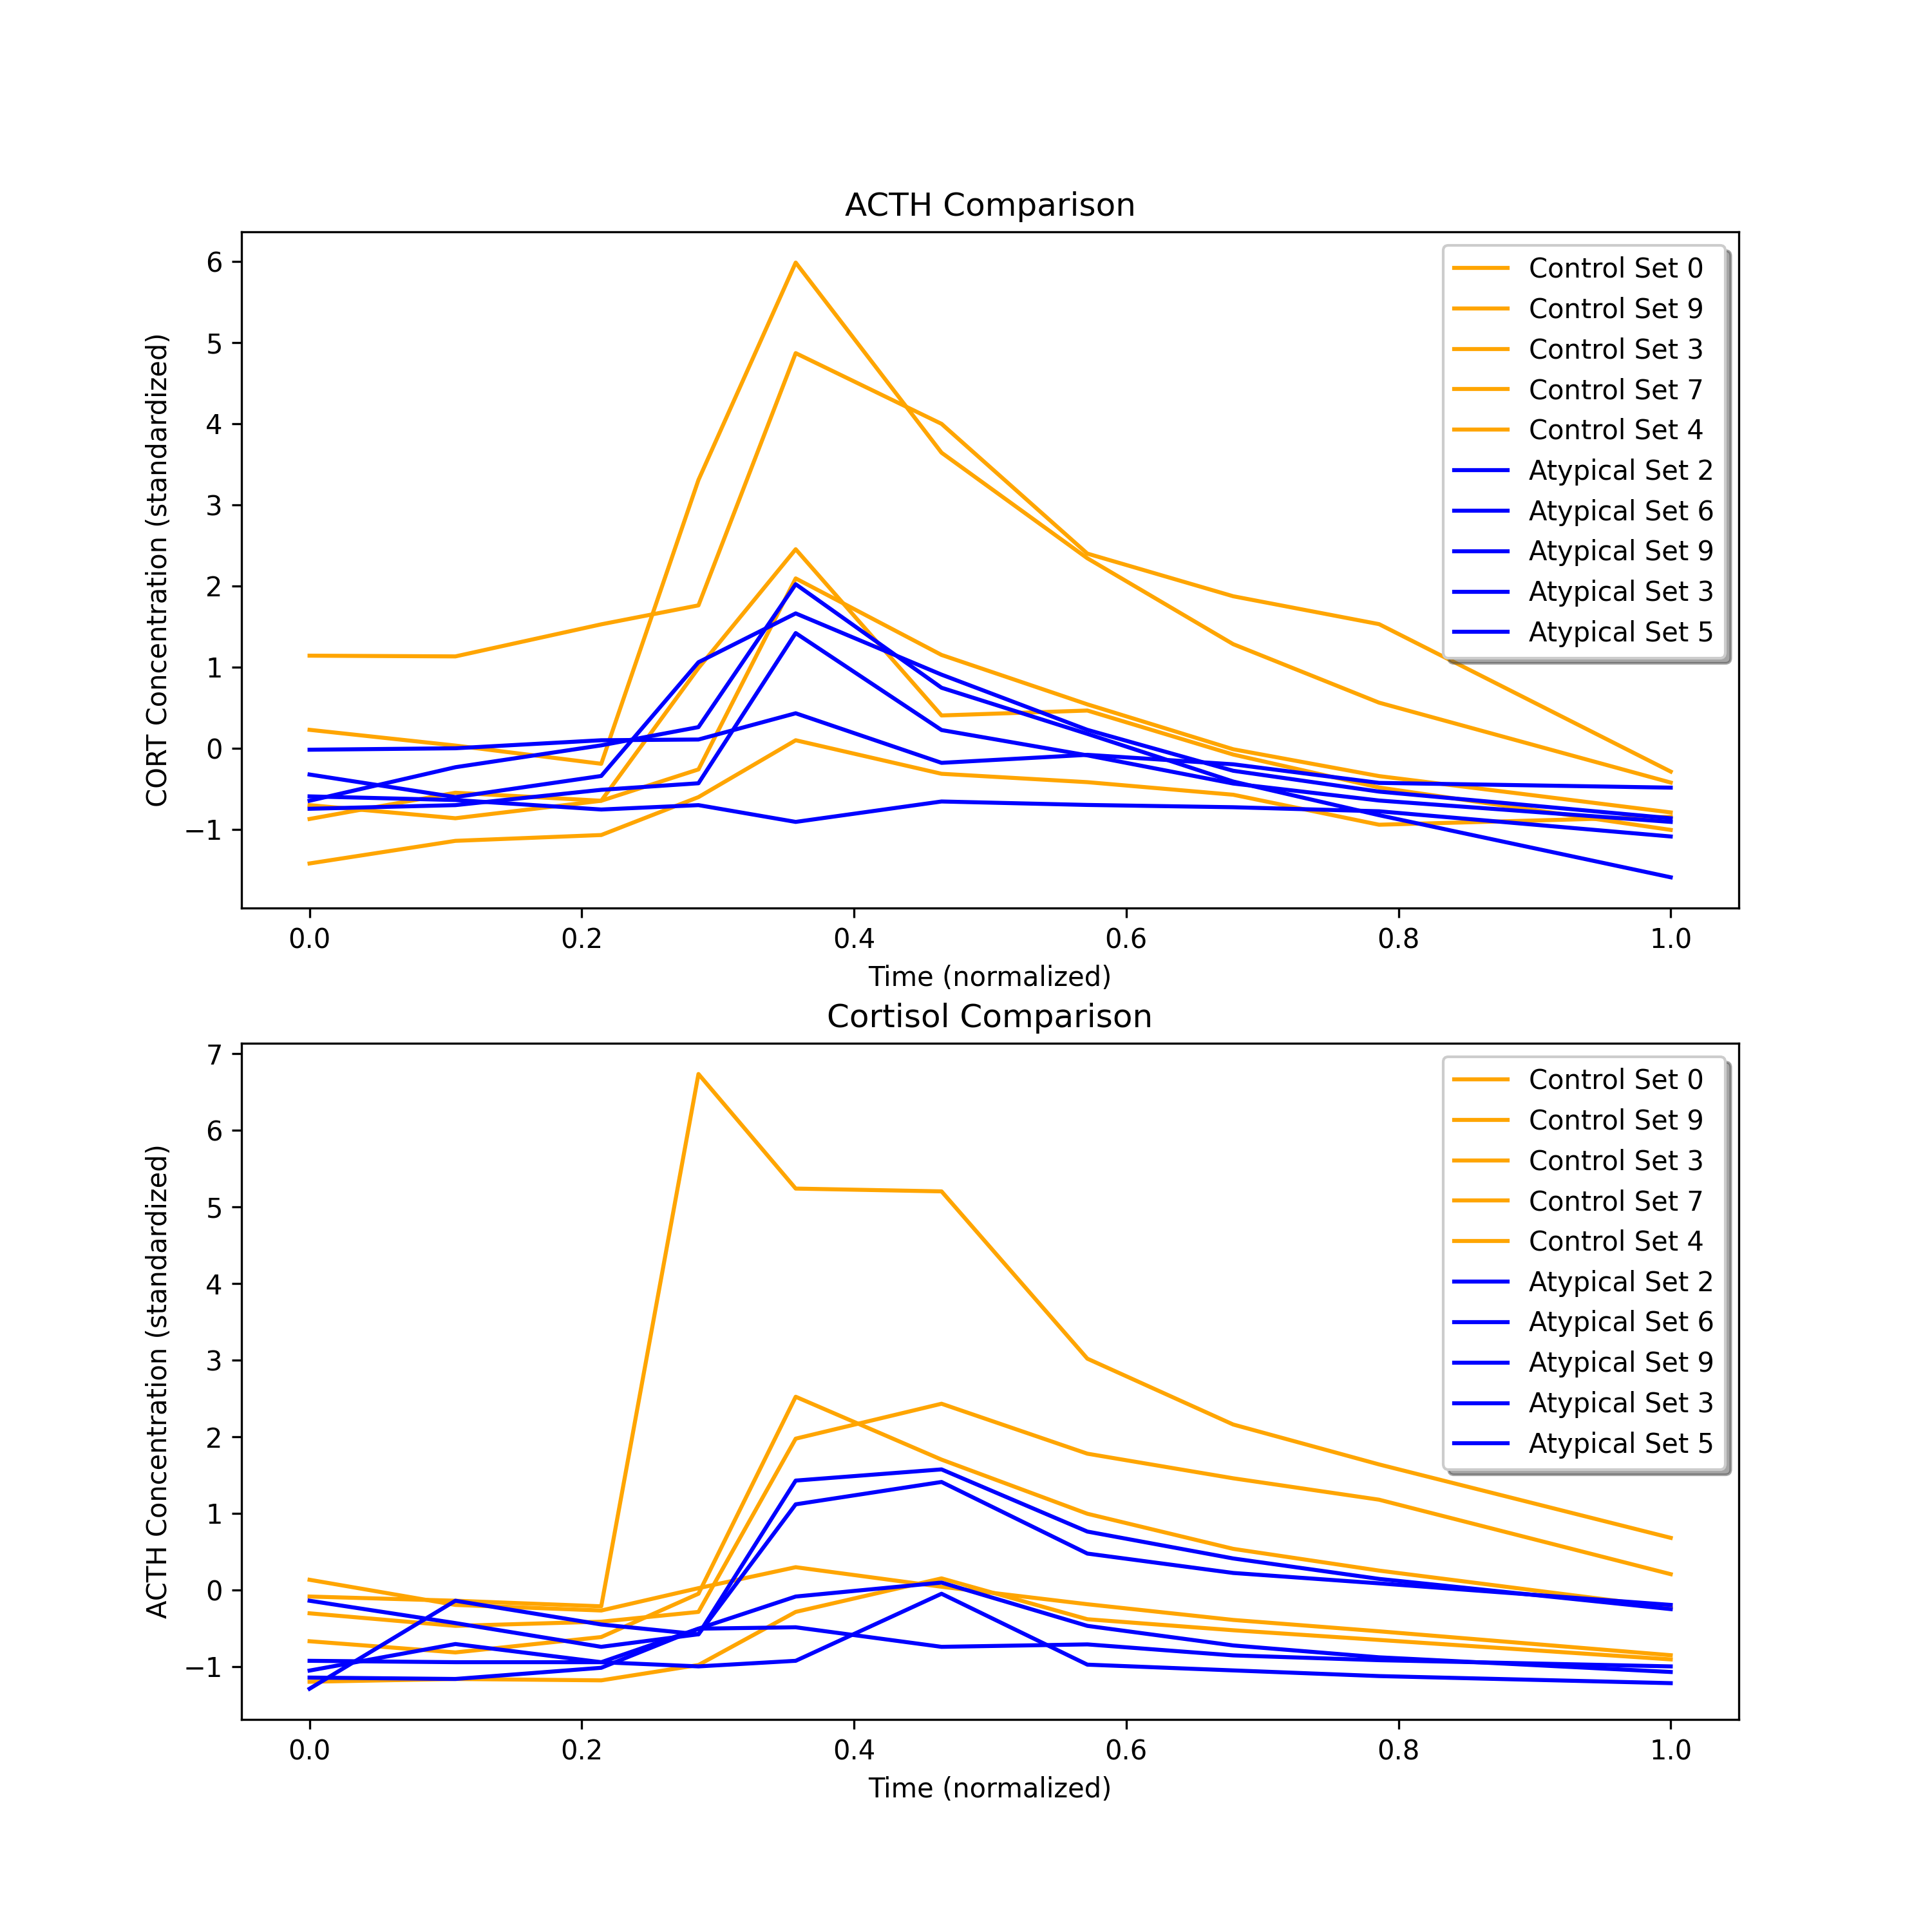 ACTH Comparison
CORT Concentration (standardized)
6
5
4
3
2
1
0
−1
Control Set 0
Control Set 9
Control Set 3
Control Set 7
Control Set 4
Atypical Set 2
Atypical Set 6
Atypical Set 9
Atypical Set 3
Atypical Set 5
0.0 0.2 0.4 0.6 0.8 1.0
Time (normalized)
Cortisol Comparison
ACTH Concentration (standardized)
7
6
5
4
3
2
1
0
−1
Control Set 0
Control Set 9
Control Set 3
Control Set 7
Control Set 4
Atypical Set 2
Atypical Set 6
Atypical Set 9
Atypical Set 3
Atypical Set 5
0.0 0.2 0.4 0.6 0.8 1.0
Time (normalized)